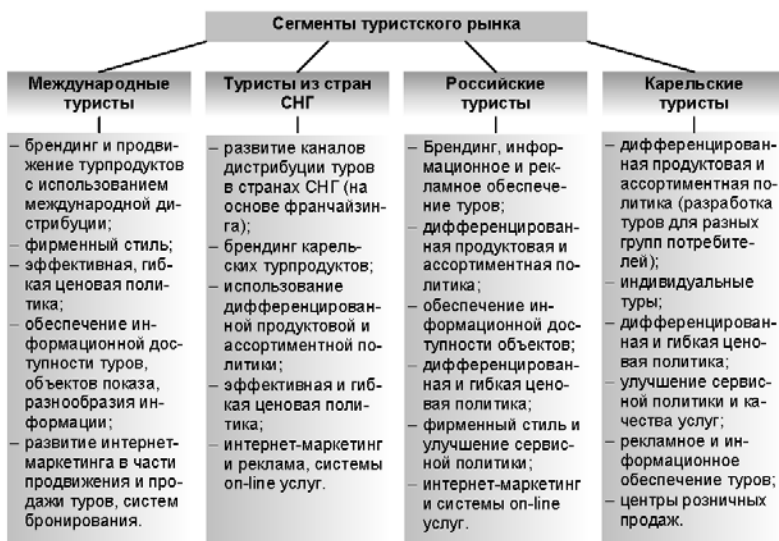 Сегменты туристского рынка
Международные
туристы
– брендинг и продви-
жение турпродуктов
с использованием
международной ди-
стрибуции;
– фирменный стиль;
– эффективная, гиб-
кая ценовая поли-
тика;
– обеспечение ин-
формационной дос-
тупности туров,
объектов показа,
разнообразия ин-
формации;
– развитие интернет-
маркетинга в части
продвижения и про-
дажи туров, систем
бронирования.
Туристы из стран
СНГ
– развитие каналов
дистрибуции туров
в странах СНГ (на
основе франчайзин-
га);
– брендинг карель-
ских турпродуктов;
– использование
дифференцирован-
ной продуктовой и
ассортиментной по-
литики;
– эффективная и гиб-
кая ценовая поли-
тика;
– интернет-маркетинг
и реклама, системы
on-line услуг.
Российские
туристы
– Брендинг, инфор-
мационное и рек-
ламное обеспече-
ние туров;
– дифференцирован-
ная продуктовая и
ассортиментная по-
литика;
– обеспечение ин-
формационной дос-
тупности объектов;
– дифференцирован-
ная и гибкая цено-
вая политика;
– фирменный стиль и
улучшение сервис-
ной политики;
– интернет-маркетинг
и системы on-line
услуг.
Карельские
туристы
– дифференцирован-
ная продуктовая и
ассортиментная по-
литика (разработка
туров для разных
групп потребите-
лей);
– индивидуальные
туры;
– дифференцирован-
ная и гибкая цено-
вая политика;
– улучшение сервис-
ной политики и ка-
чества услуг;
– рекламное и ин-
формационное
обеспечение туров;
– центры розничных
продаж.